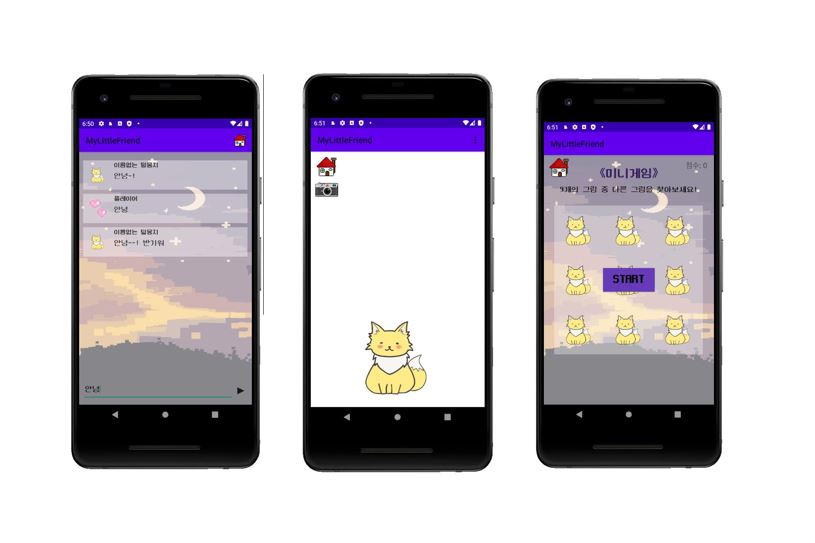 6:50
MyLittleFriend
이름없는 털뭉치
안녕~!
플레이어
안녕
이름없는 털뭉치
안녕~~! 반가워
안녕
6:51
MyLittleFriend
6:51
MyLittleFriend
점수: 0
《미니게임》
9개의 그림 중 다른 그림을 찾아보세요!
START